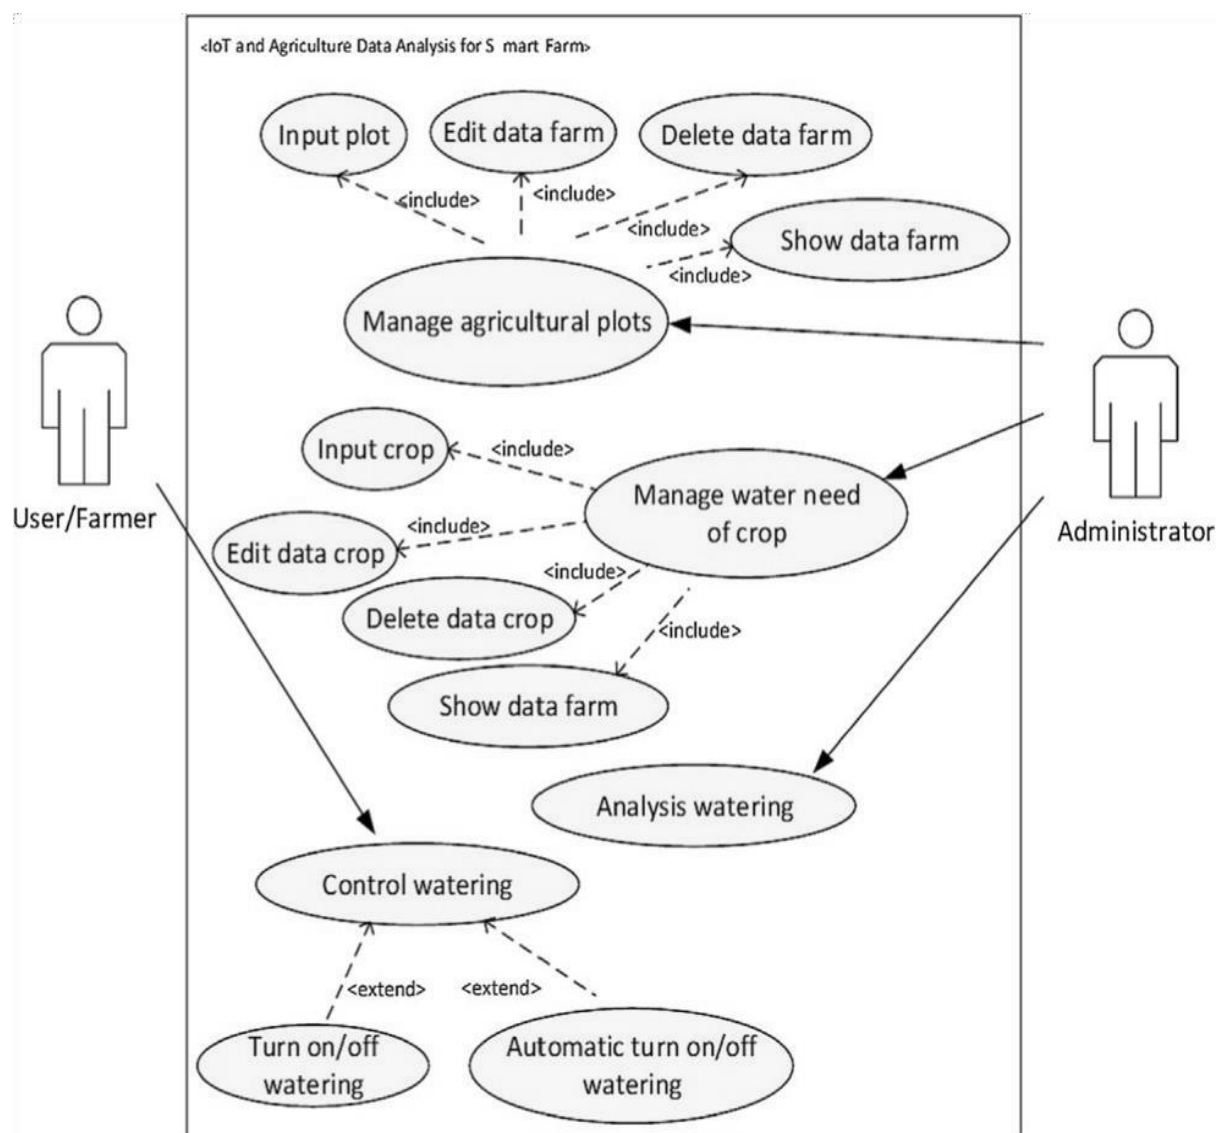 <IoT and Agriculture Data Analysis for S mart Farm>
Input plot
Edit data farm
Delete data farm
<include>
<include>
<include>
Show data farm
<include>
Manage agricultural plots
Input crop
<include>
Manage water need
of crop
User/Farmer
Administrator
<include>
Edit data crop
<include>
Delete data crop
<include>
Show data farm
Analysis watering
Control watering
<extend>
<extend>
Turn on/off
watering
Automatic turn on/off
watering